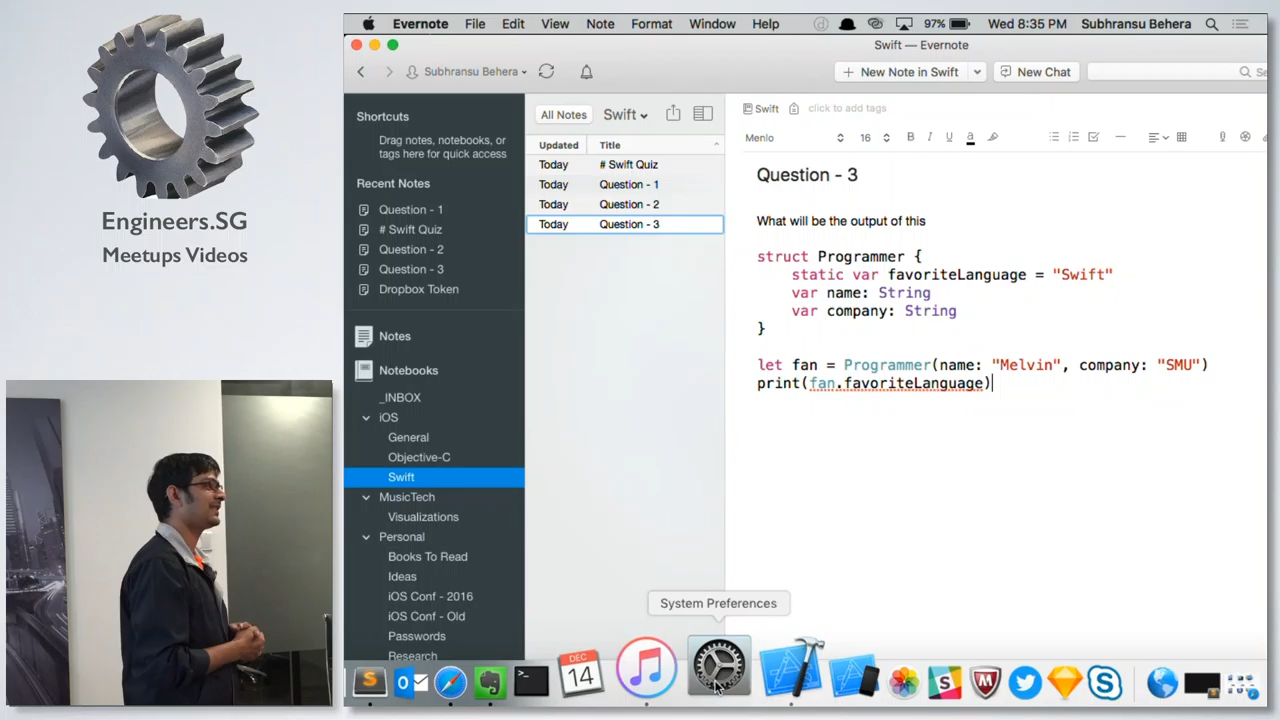 Engineers.SG
Meetups Videos
Evernote File Edit View Note Format Window Help 97% Wed 8:35 PM Subhransu Behera
Swift — Evernote
Subhransu Behera
New Note in Swift
New Chat
Shortcuts
Drag notes, notebooks, or
tags here for quick access
Recent Notes
Question - 1
# Swift Quiz
Question - 2
Question - 3
Dropbox Token
Notes
Notebooks
_INBOX
iOS
General
Objective-C
Swift
MusicTech
Visualizations
Personal
Books To Read
Ideas
iOS Conf - 2016
iOS Conf - Old
Passwords
Research
All Notes Swift
Updated Title
Today # Swift Quiz
Today Question - 1
Today Question - 2
Today Question - 3
Swift click to add tags
Menlo 16 B I U a
Question - 3
What will be the output of this
struct Programmer {
static var favoriteLanguage = "Swift"
var name: String
var company: String
}
let fan = Programmer(name: "Melvin", company: "SMU")
print(fan.favoriteLanguage)
System Preferences
DEC
14